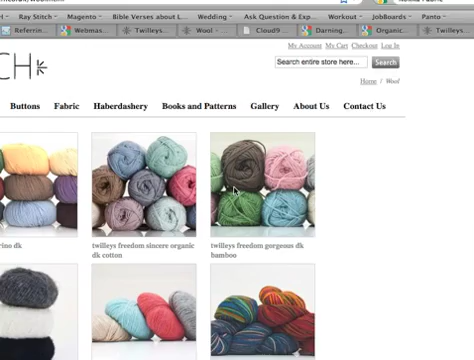 Ray Sitch
Magento
Bible Verses about L...
Wedding
Ask Question & Exp...
Workout
JobBoards
Panto
Referrin...
Webmas...
Twilleys...
Wool - ...
Cloud9 ...
Darning...
Organic...
Twilleys...
CH
My Account My Cart Checkout Log In
Search entire store here... Search
Home / Wool
Buttons Fabric Haberdashery Books and Patterns Gallery About Us Contact Us
rino dk
twilleys freedom sincere organic
dk cotton
twilleys freedom gorgeous dk
bamboo